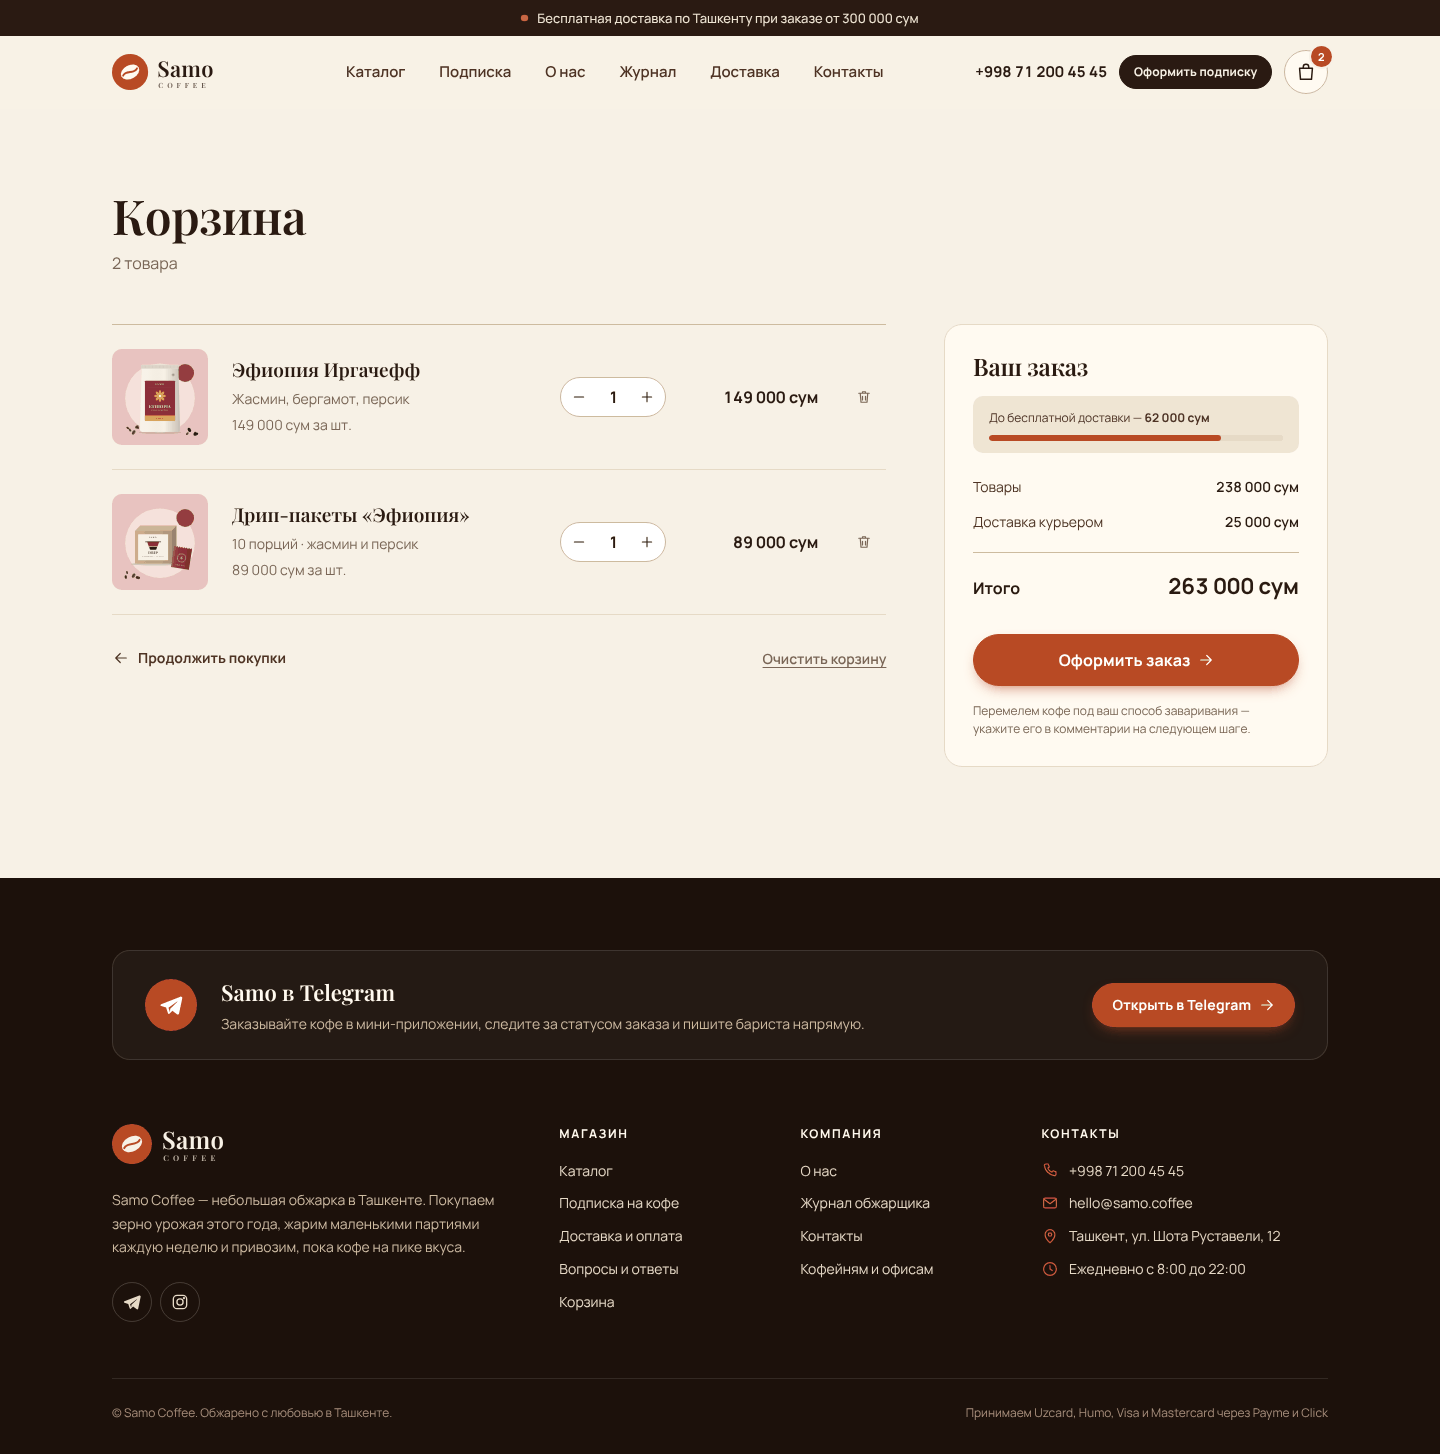 Бесплатная доставка по Ташкенту при заказе от 300 000 сум
Samo
COFFEE
Каталог
Подписка
О нас
Журнал
Доставка
Контакты
+998 71 200 45 45
Оформить подписку
2
Корзина
2 товара
Эфиопия Иргачефф
Жасмин, бергамот, персик
149 000 сум за шт.
1
149 000 сум
Дрип-пакеты «Эфиопия»
10 порций · жасмин и персик
89 000 сум за шт.
1
89 000 сум
Продолжить покупки
Очистить корзину
Ваш заказ
До бесплатной доставки — 62 000 сум
Товары
238 000 сум
Доставка курьером
25 000 сум
Итого
263 000 сум
Оформить заказ
Перемелем кофе под ваш способ заваривания —
укажите его в комментарии на следующем шаге.
Samo в Telegram
Заказывайте кофе в мини-приложении, следите за статусом заказа и пишите бариста напрямую.
Открыть в Telegram
Samo
COFFEE
Samo Coffee — небольшая обжарка в Ташкенте. Покупаем
зерно урожая этого года, жарим маленькими партиями
каждую неделю и привозим, пока кофе на пике вкуса.
МАГАЗИН
Каталог
Подписка на кофе
Доставка и оплата
Вопросы и ответы
Корзина
КОМПАНИЯ
О нас
Журнал обжарщика
Контакты
Кофейням и офисам
КОНТАКТЫ
+998 71 200 45 45
hello@samo.coffee
Ташкент, ул. Шота Руставели, 12
Ежедневно с 8:00 до 22:00
© Samo Coffee. Обжарено с любовью в Ташкенте.
Принимаем Uzcard, Humo, Visa и Mastercard через Payme и Click